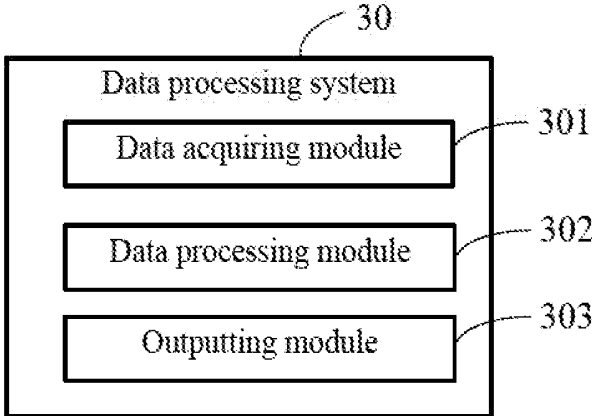 30
Data processing system
Data acquiring module
301
Data processing module
302
Outputting module
303